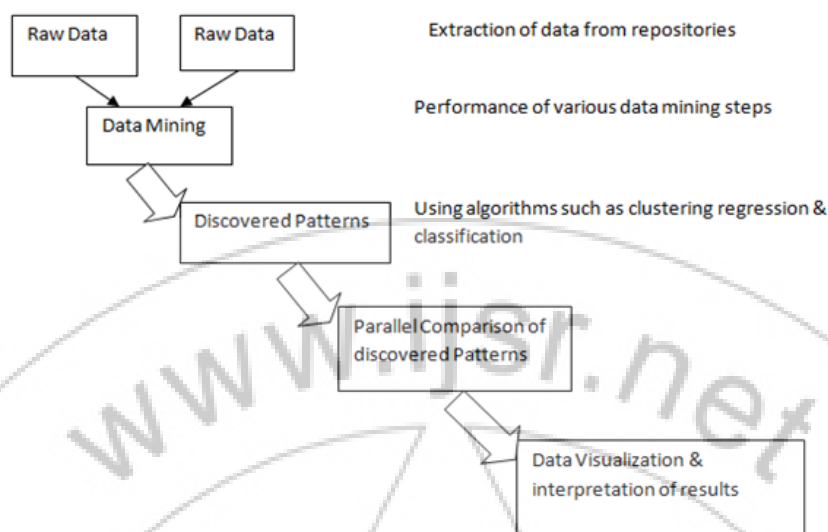 Raw Data
Raw Data
Extraction of data from repositories
Data Mining
Performance of various data mining steps
Discovered Patterns
Using algorithms such as clustering regression &
classification
Parallel Comparison of
discovered Patterns
www.ijsr.net
Data Visualization &
interpretation of results